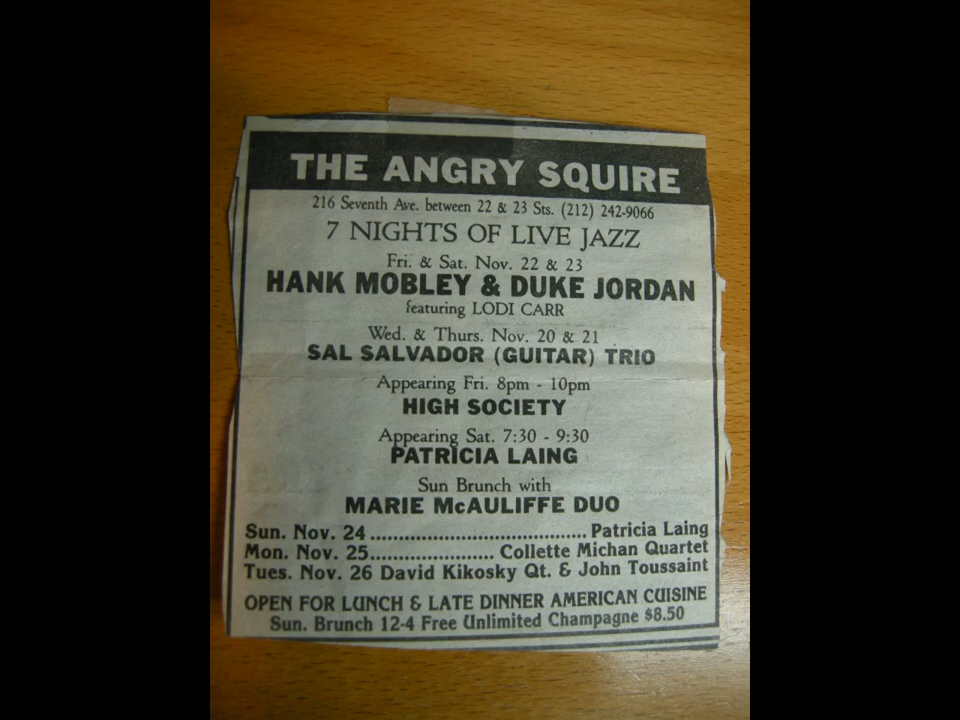 THE ANGRY SQUIRE
216 Seventh Ave. between 22 & 23 Sts. (212) 242-9066
7 NIGHTS OF LIVE JAZZ
Fri. & Sat. Nov. 22 & 23
HANK MOBLEY & DUKE JORDAN
featuring LODI CARR
Wed. & Thurs. Nov. 20 & 21
SAL SALVADOR (GUITAR) TRIO
Appearing Fri. 8pm - 10pm
HIGH SOCIETY
Appearing Sat. 7:30 - 9:30
PATRICIA LAING
Sun Brunch with
MARIE McAULIFFE DUO
Sun. Nov. 24 ...................................... Patricia Laing
Mon. Nov. 25...................... Collette Michan Quartet
Tues. Nov. 26 David Kikosky Qt. & John Toussaint
OPEN FOR LUNCH & LATE DINNER AMERICAN CUISINE
Sun. Brunch 12-4 Free Unlimited Champagne $8.50